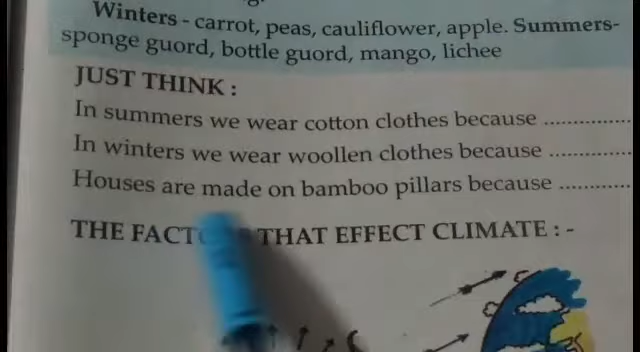 Winters - carrot, peas, cauliflower, apple. Summers-
sponge guord, bottle guord, mango, lichee
JUST THINK :
In summers we wear cotton clothes because ..............
In winters we wear woollen clothes because ..............
Houses are made on bamboo pillars because ............
THE THAT EFFECT CLIMATE : -